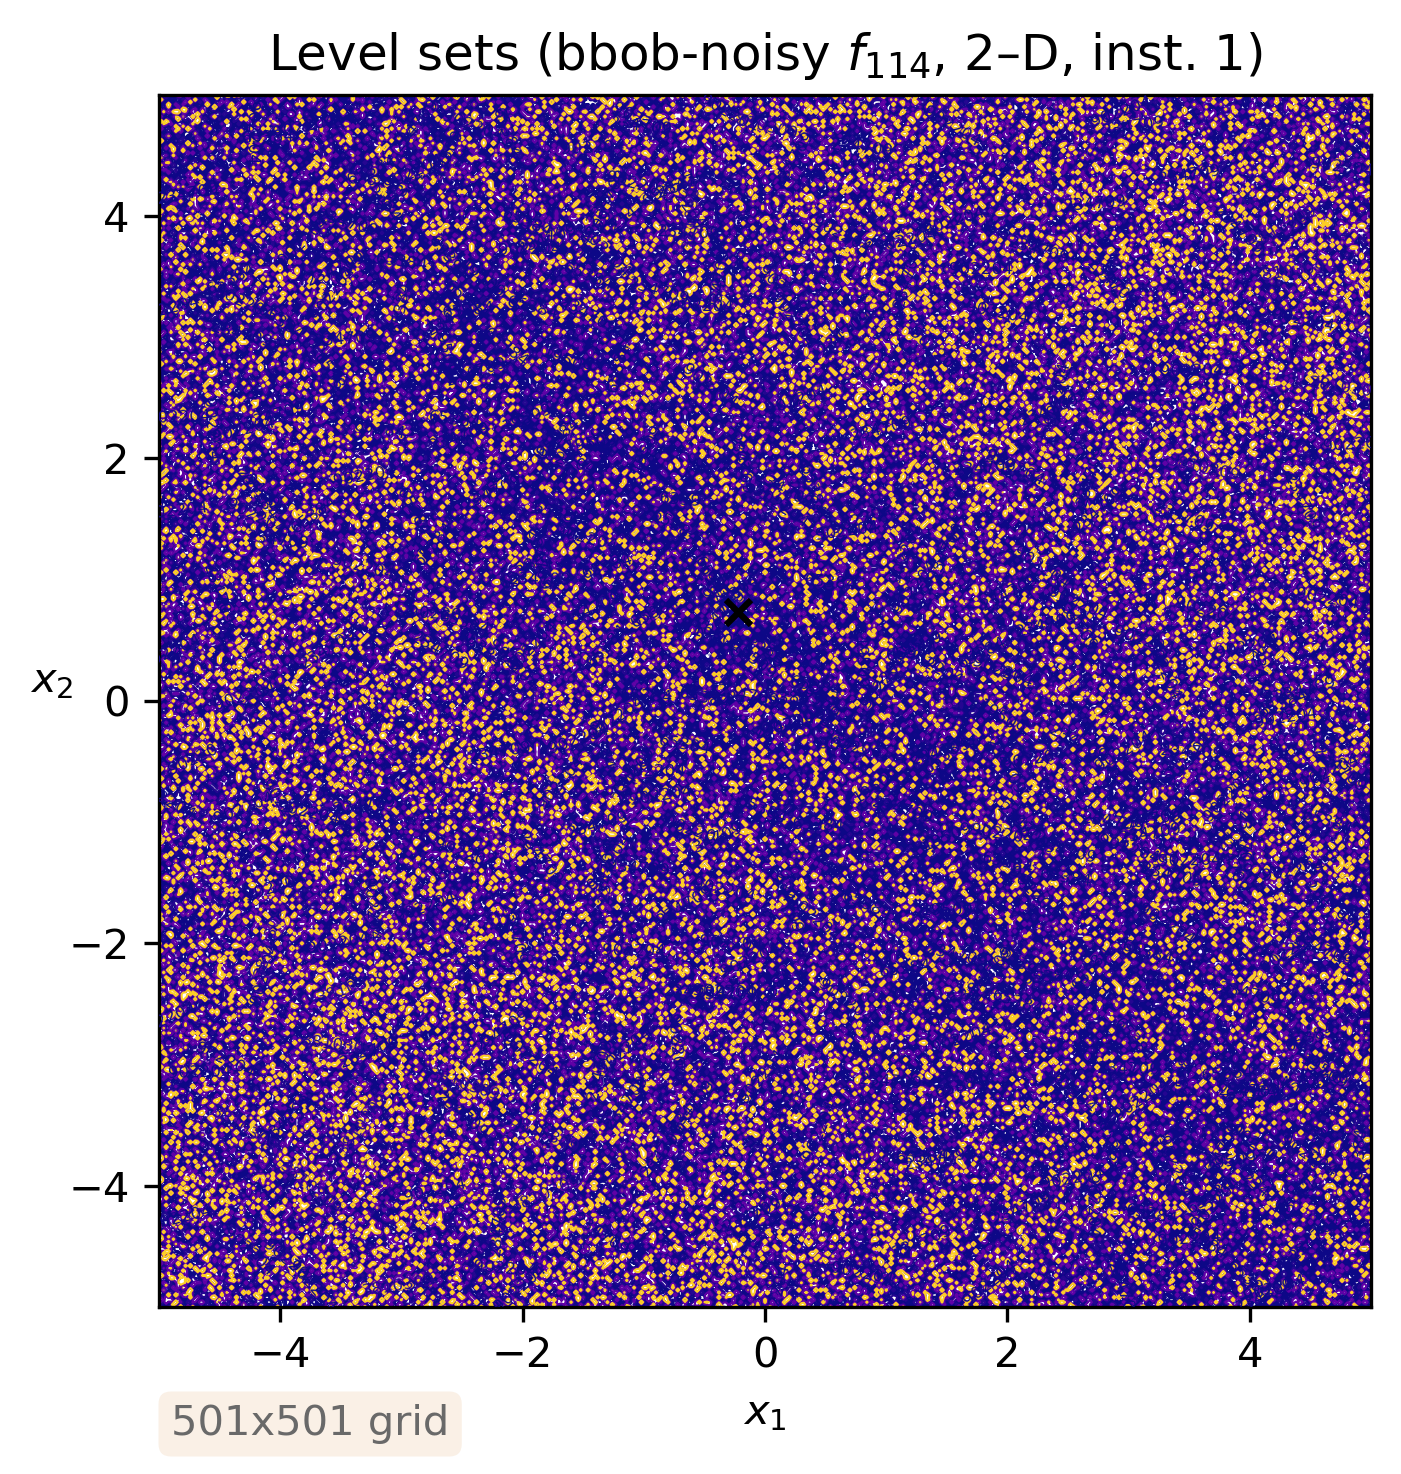 Level sets (bbob-noisy f114, 2–D, inst. 1)
4
2
x2
0
−2
−4
−4 −2 0 2 4
x1
501x501 grid